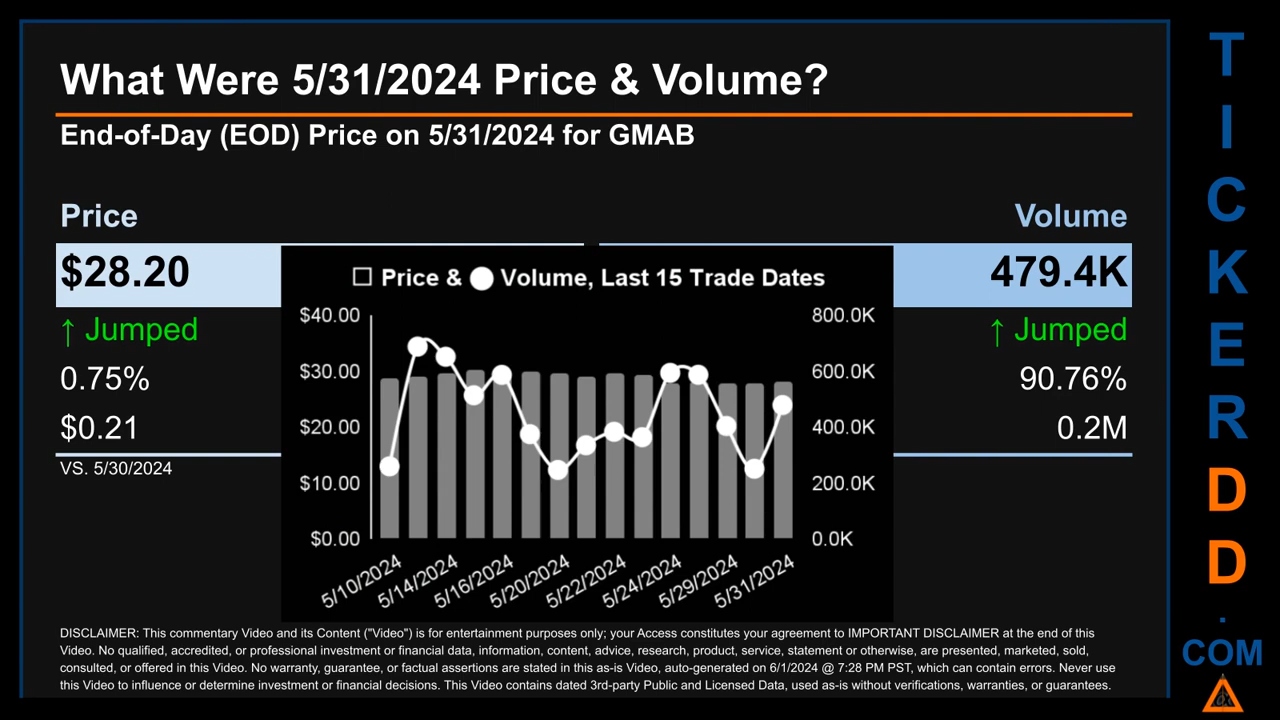 What Were 5/31/2024 Price & Volume?
End-of-Day (EOD) Price on 5/31/2024 for GMAB
Price
Volume
$28.20
479.4K
↑ Jumped
↑ Jumped
0.75%
90.76%
$0.21
0.2M
VS. 5/30/2024
Price & Volume, Last 15 Trade Dates
$40.00
800.0K
$30.00
600.0K
$20.00
400.0K
$10.00
200.0K
$0.00
0.0K
5/10/2024
5/14/2024
5/16/2024
5/20/2024
5/22/2024
5/24/2024
5/29/2024
5/31/2024
DISCLAIMER: This commentary Video and its Content ("Video") is for entertainment purposes only; your Access constitutes your agreement to IMPORTANT DISCLAIMER at the end of this
Video. No qualified, accredited, or professional investment or financial data, information, content, advice, research, product, service, statement or otherwise, are presented, marketed, sold,
consulted, or offered in this Video. No warranty, guarantee, or factual assertions are stated in this as-is Video, auto-generated on 6/1/2024 @ 7:28 PM PST, which can contain errors. Never use
this Video to influence or determine investment or financial decisions. This Video contains dated 3rd-party Public and Licensed Data, used as-is without verifications, warranties, or guarantees.
T
I
C
K
E
R
D
D
.
COM